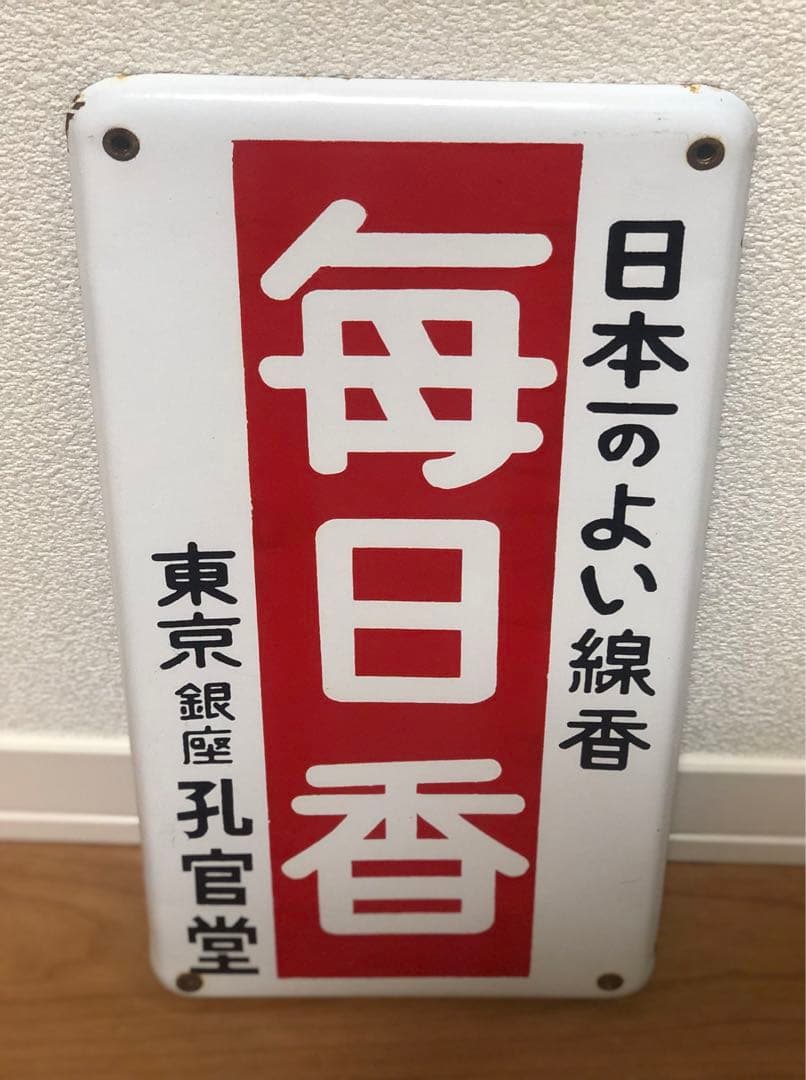 日本一のよい線香
毎日香
東京銀座孔官堂